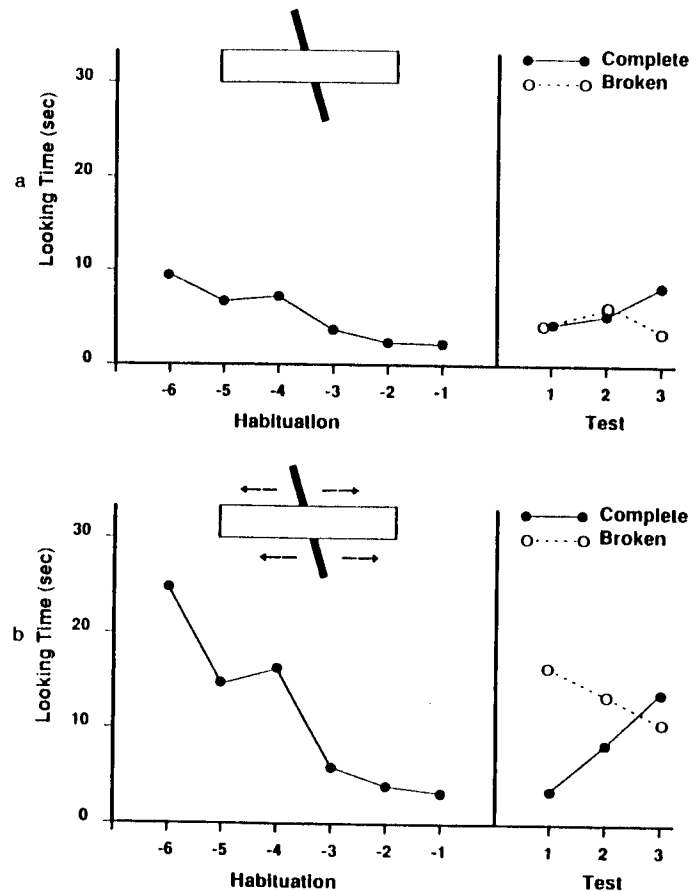 a
Looking Time (sec)
30
20
10
0
-6 -5 -4 -3 -2 -1
Habituation
Complete
Broken
1 2 3
Test
b
Looking Time (sec)
30
20
10
0
-6 -5 -4 -3 -2 -1
Habituation
Complete
Broken
1 2 3
Test